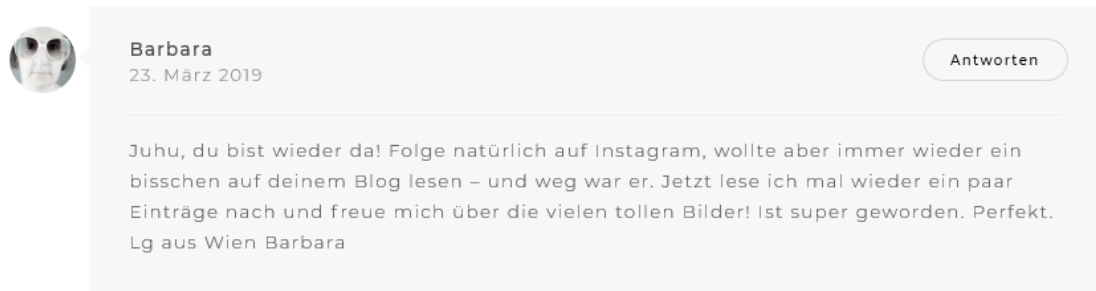 Barbara
23. März 2019
Antworten
Juhu, du bist wieder da! Folge natürlich auf Instagram, wollte aber immer wieder ein
bisschen auf deinem Blog lesen – und weg war er. Jetzt lese ich mal wieder ein paar
Einträge nach und freue mich über die vielen tollen Bilder! Ist super geworden. Perfekt.
Lg aus Wien Barbara